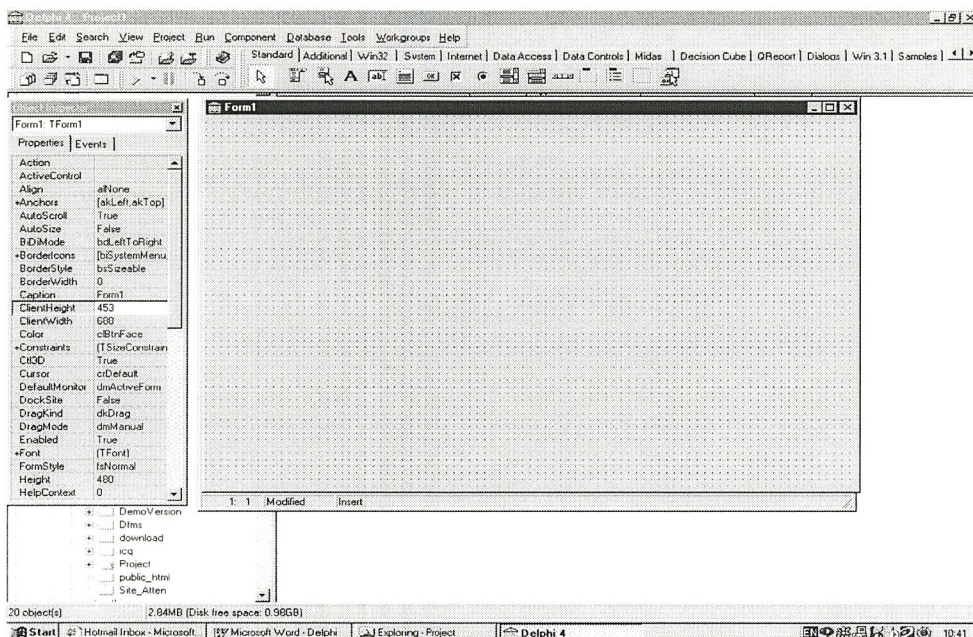 Delphi 4 - Project1
File Edit Search View Project Run Component Database Tools Workgroups Help
Standard | Additional | Win32 | System | Internet | Data Access | Data Controls | Midas | Decision Cube | QReport | Dialogs | Win 3.1 | Samples
Object Inspector
Form1: TForm1
Properties | Events
Action
ActiveControl
Align alNone
+Anchors [akLeft,akTop]
AutoScroll True
AutoSize False
BiDiMode bdLeftToRight
+BorderIcons [biSystemMenu,
BorderStyle bsSizeable
BorderWidth 0
Caption Form1
ClientHeight 453
ClientWidth 688
Color clBtnFace
+Constraints (TSizeConstrain
Ctl3D True
Cursor crDefault
DefaultMonitor dmActiveForm
DockSite False
DragKind dkDrag
DragMode dmManual
Enabled True
+Font (TFont)
FormStyle fsNormal
Height 480
HelpContext 0
Form1
1: 1 Modified Insert
DemoVersion
Dfms
download
icq
Project
public_html
Site_Atten
20 object(s) 2.84MB (Disk free space: 0.98GB)
Start Hotmail Inbox - Microsoft... Microsoft Word - Delphi Exploring - Project Delphi 4 EN 10:41